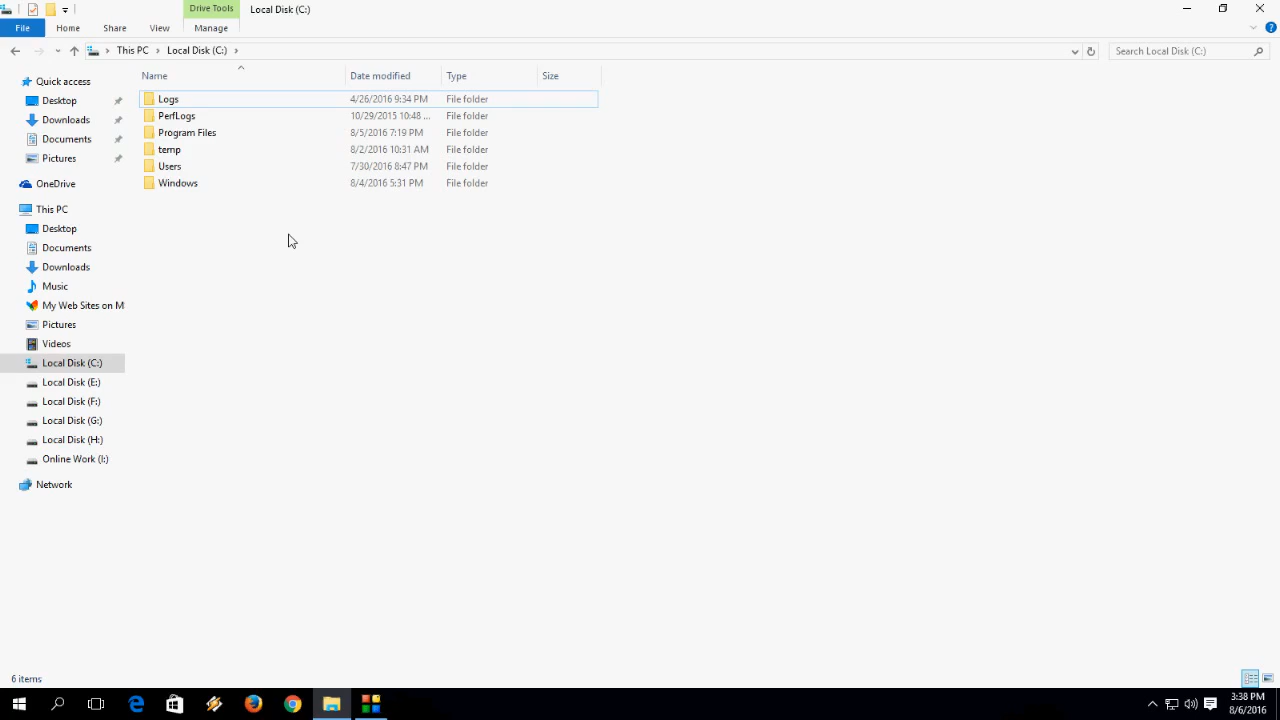 Drive Tools
Local Disk (C:)
File
Home
Share
View
Manage
This PC
Local Disk (C:)
Search Local Disk (C:)
Name
Date modified
Type
Size
Quick access
Desktop
Downloads
Documents
Pictures
OneDrive
This PC
Desktop
Documents
Downloads
Music
My Web Sites on M
Pictures
Videos
Local Disk (C:)
Local Disk (E:)
Local Disk (F:)
Local Disk (G:)
Local Disk (H:)
Online Work (I:)
Network
Logs 4/26/2016 9:34 PM File folder
PerfLogs 10/29/2015 10:48 ... File folder
Program Files 8/5/2016 7:19 PM File folder
temp 8/2/2016 10:31 AM File folder
Users 7/30/2016 8:47 PM File folder
Windows 8/4/2016 5:31 PM File folder
6 items
3:38 PM
8/6/2016